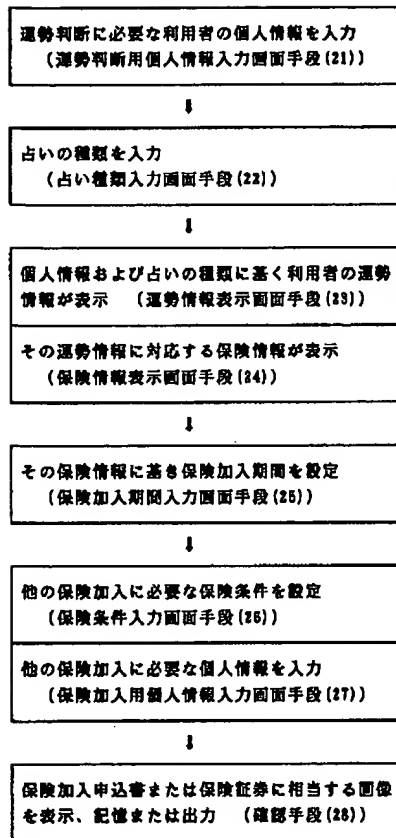 運勢判断に必要な利用者の個人情報を入力
（運勢判断用個人情報入力画面手段(21)）
↓
占いの種類を入力
（占い種類入力画面手段(22)）
↓
個人情報および占いの種類に基く利用者の運勢
情報が表示　（運勢情報表示画面手段(23)）
その運勢情報に対応する保険情報が表示
（保険情報表示画面手段(24)）
↓
その保険情報に基き保険加入期間を設定
（保険加入期間入力画面手段(25)）
↓
他の保険加入に必要な保険条件を設定
（保険条件入力画面手段(26)）
他の保険加入に必要な個人情報を入力
（保険加入用個人情報入力画面手段(27)）
↓
保険加入申込書または保険証券に相当する画像
を表示、記憶または出力　（確認手段(28)）